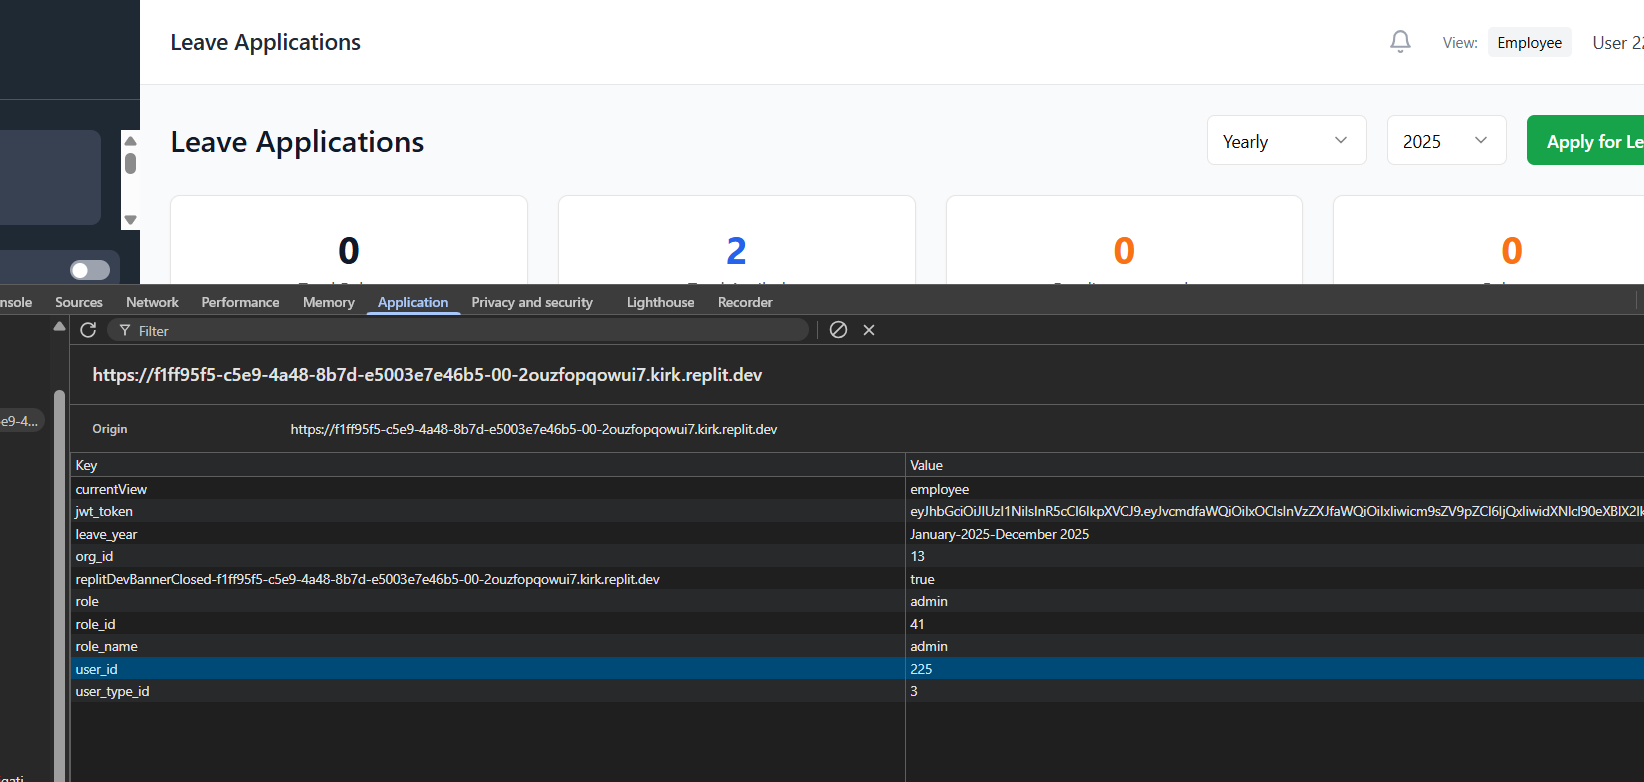 Leave Applications
View: Employee User 22
Leave Applications
Yearly 2025 Apply for Le
0 2 0 0
nsole Sources Network Performance Memory Application Privacy and security Lighthouse Recorder
Filter
https://f1ff95f5-c5e9-4a48-8b7d-e5003e7e46b5-00-2ouzfopqowui7.kirk.replit.dev
e9-4...
Origin https://f1ff95f5-c5e9-4a48-8b7d-e5003e7e46b5-00-2ouzfopqowui7.kirk.replit.dev
Key Value
currentView employee
jwt_token
leave_year January-2025-December 2025
org_id 13
replitDevBannerClosed-f1ff95f5-c5e9-4a48-8b7d-e5003e7e46b5-00-2ouzfopqowui7.kirk.replit.dev true
role admin
role_id 41
role_name admin
user_id 225
user_type_id 3